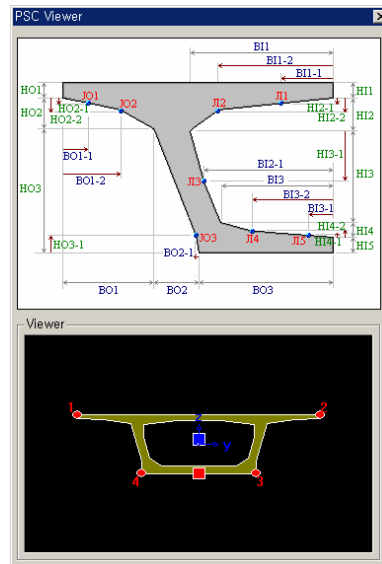 PSC Viewer
BI1
BI1-2
BI1-1
HO1
JO1
JO2
JI2
JI1
HI1
HO2
HO2-1
HO2-2
HI2-1
HI2-2
HI2
BO1-1
BO1-2
HI3-1
BI2-1
HI3
HO3
JI3
BI3
BI3-2
BI3-1
HO3-1
JO3
JI4
JI5
HI4-2
HI4-1
HI4
HI5
BO2-1
BO1
BO2
BO3
Viewer
1
2
Z
Y
4
3